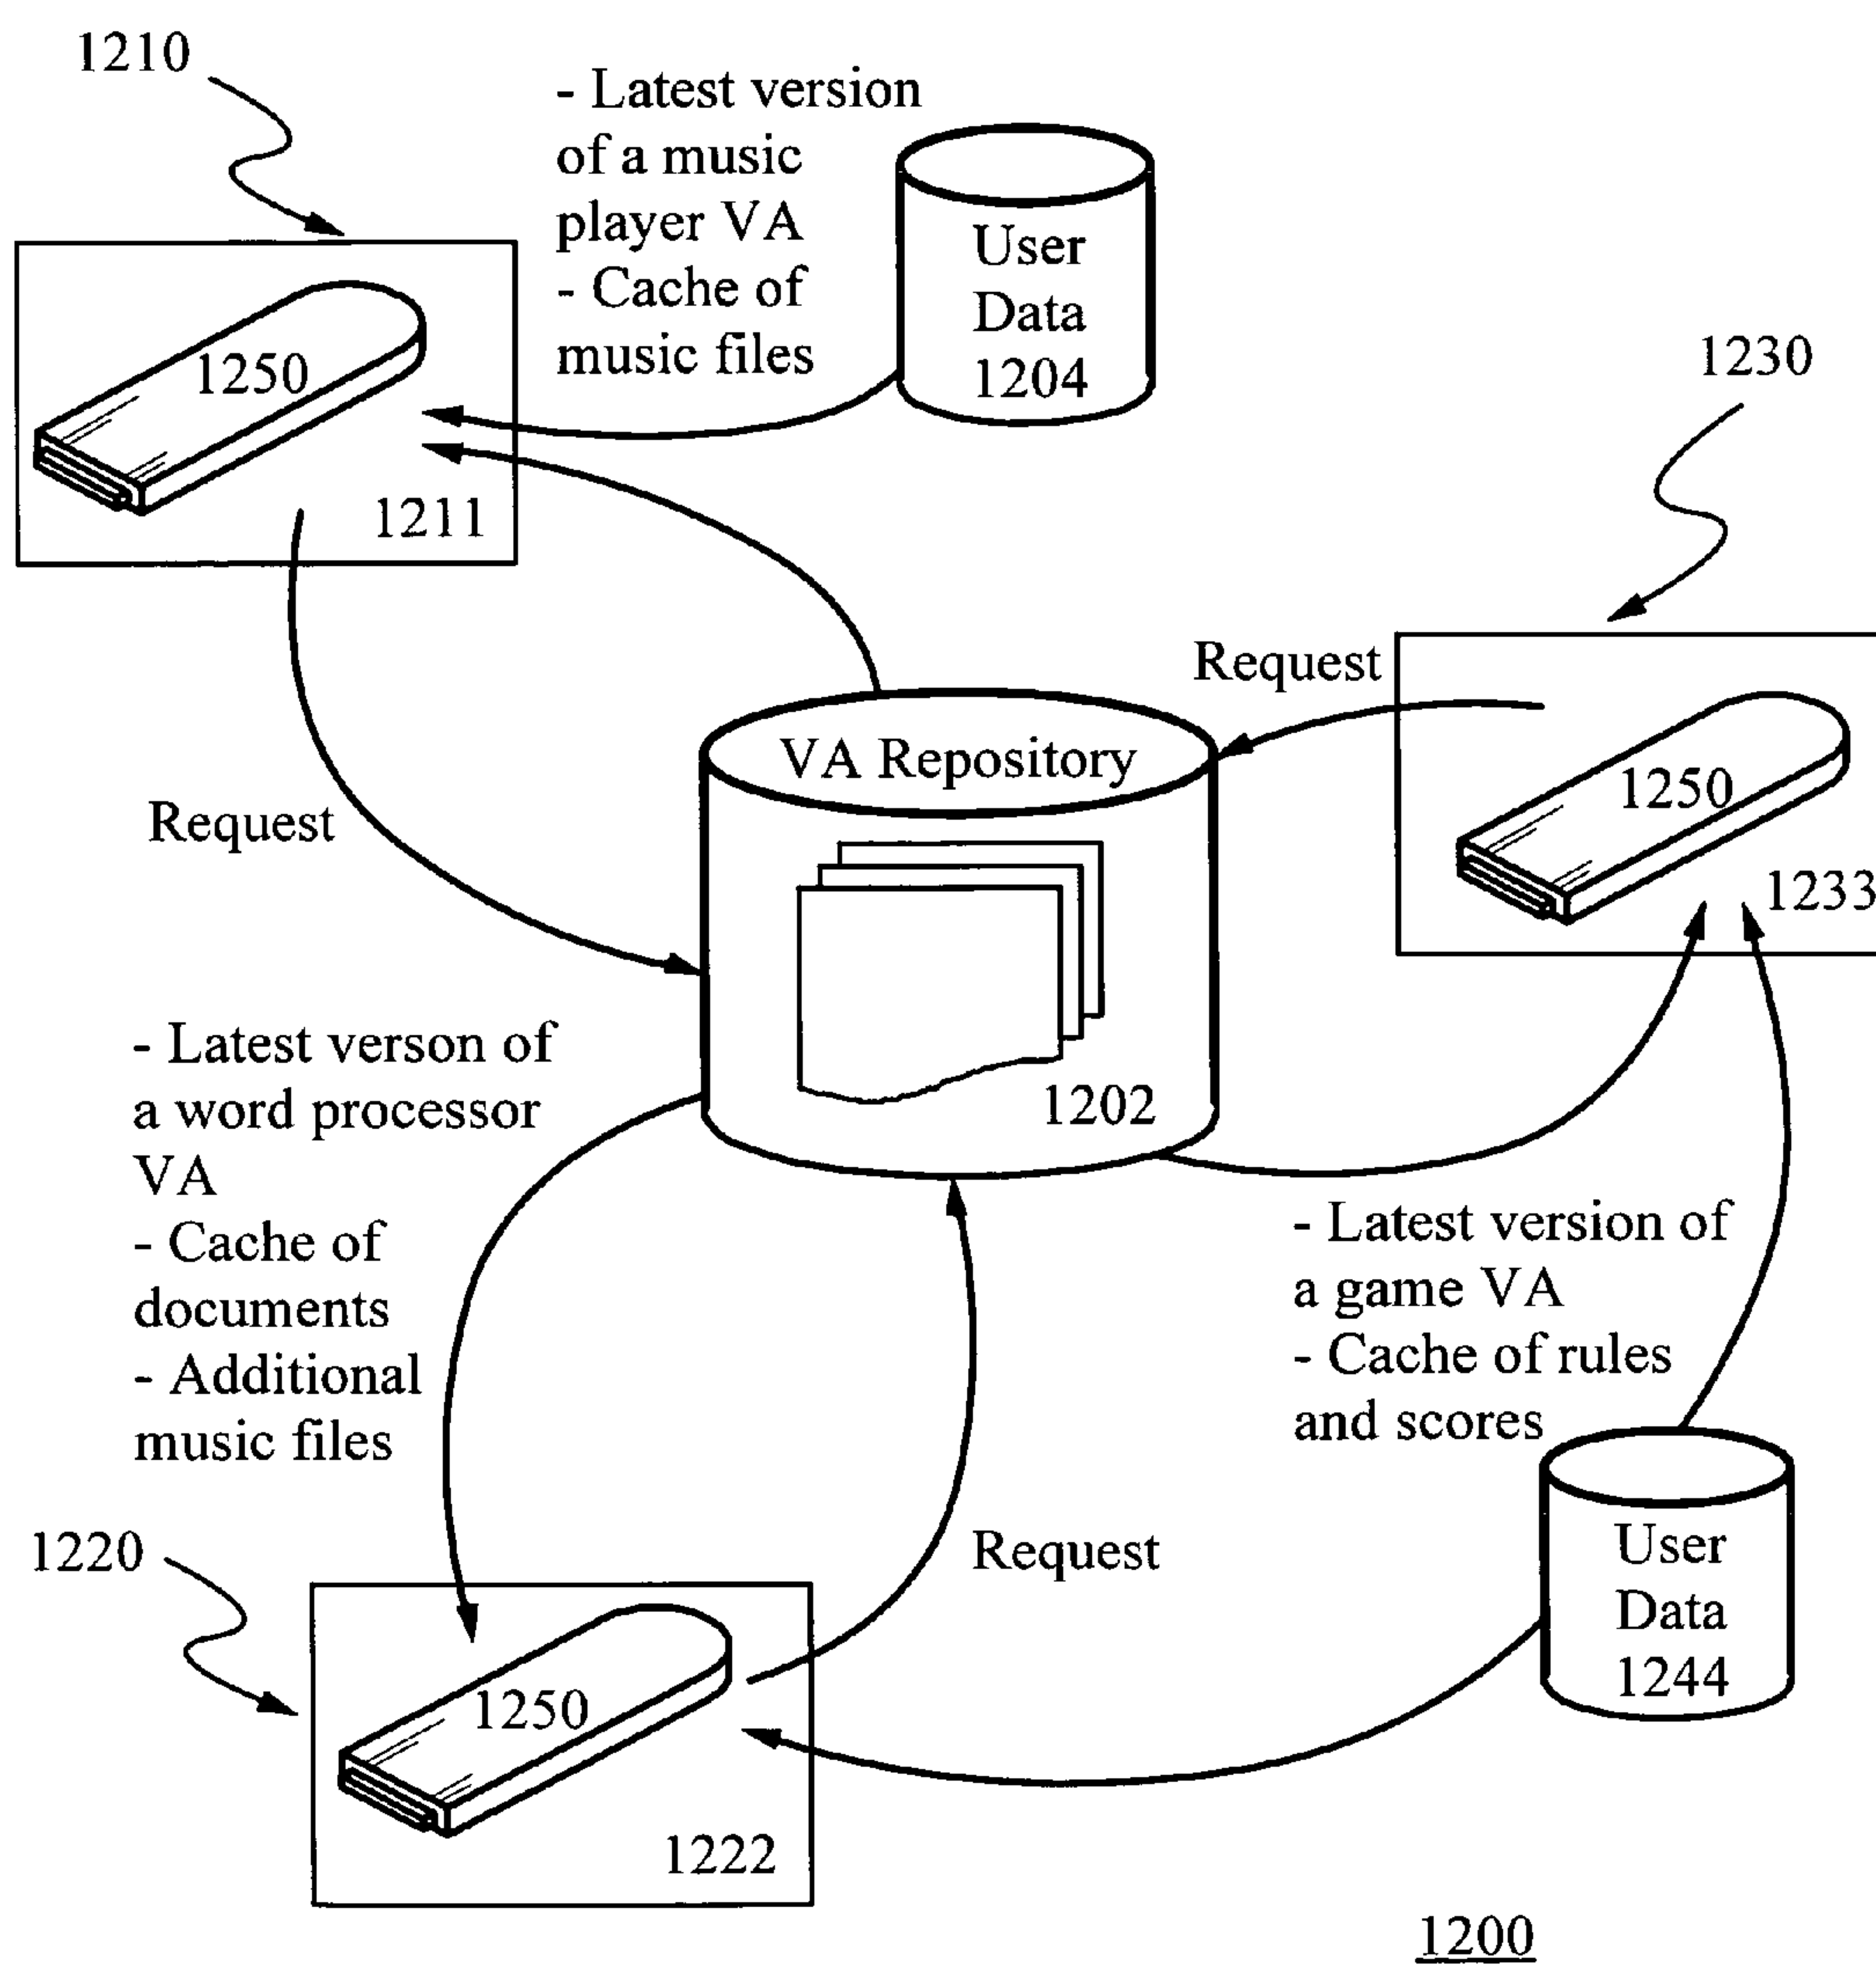 1210
- Latest version
of a music
player VA
- Cache of
music files
User
Data
1204
1250
1211
1230
Request
VA Repository
1250
1233
Request
1202
- Latest verson of
a word processor
VA
- Cache of
documents
- Additional
music files
- Latest version of
a game VA
- Cache of rules
and scores
1220
Request
User
Data
1244
1250
1222
1200